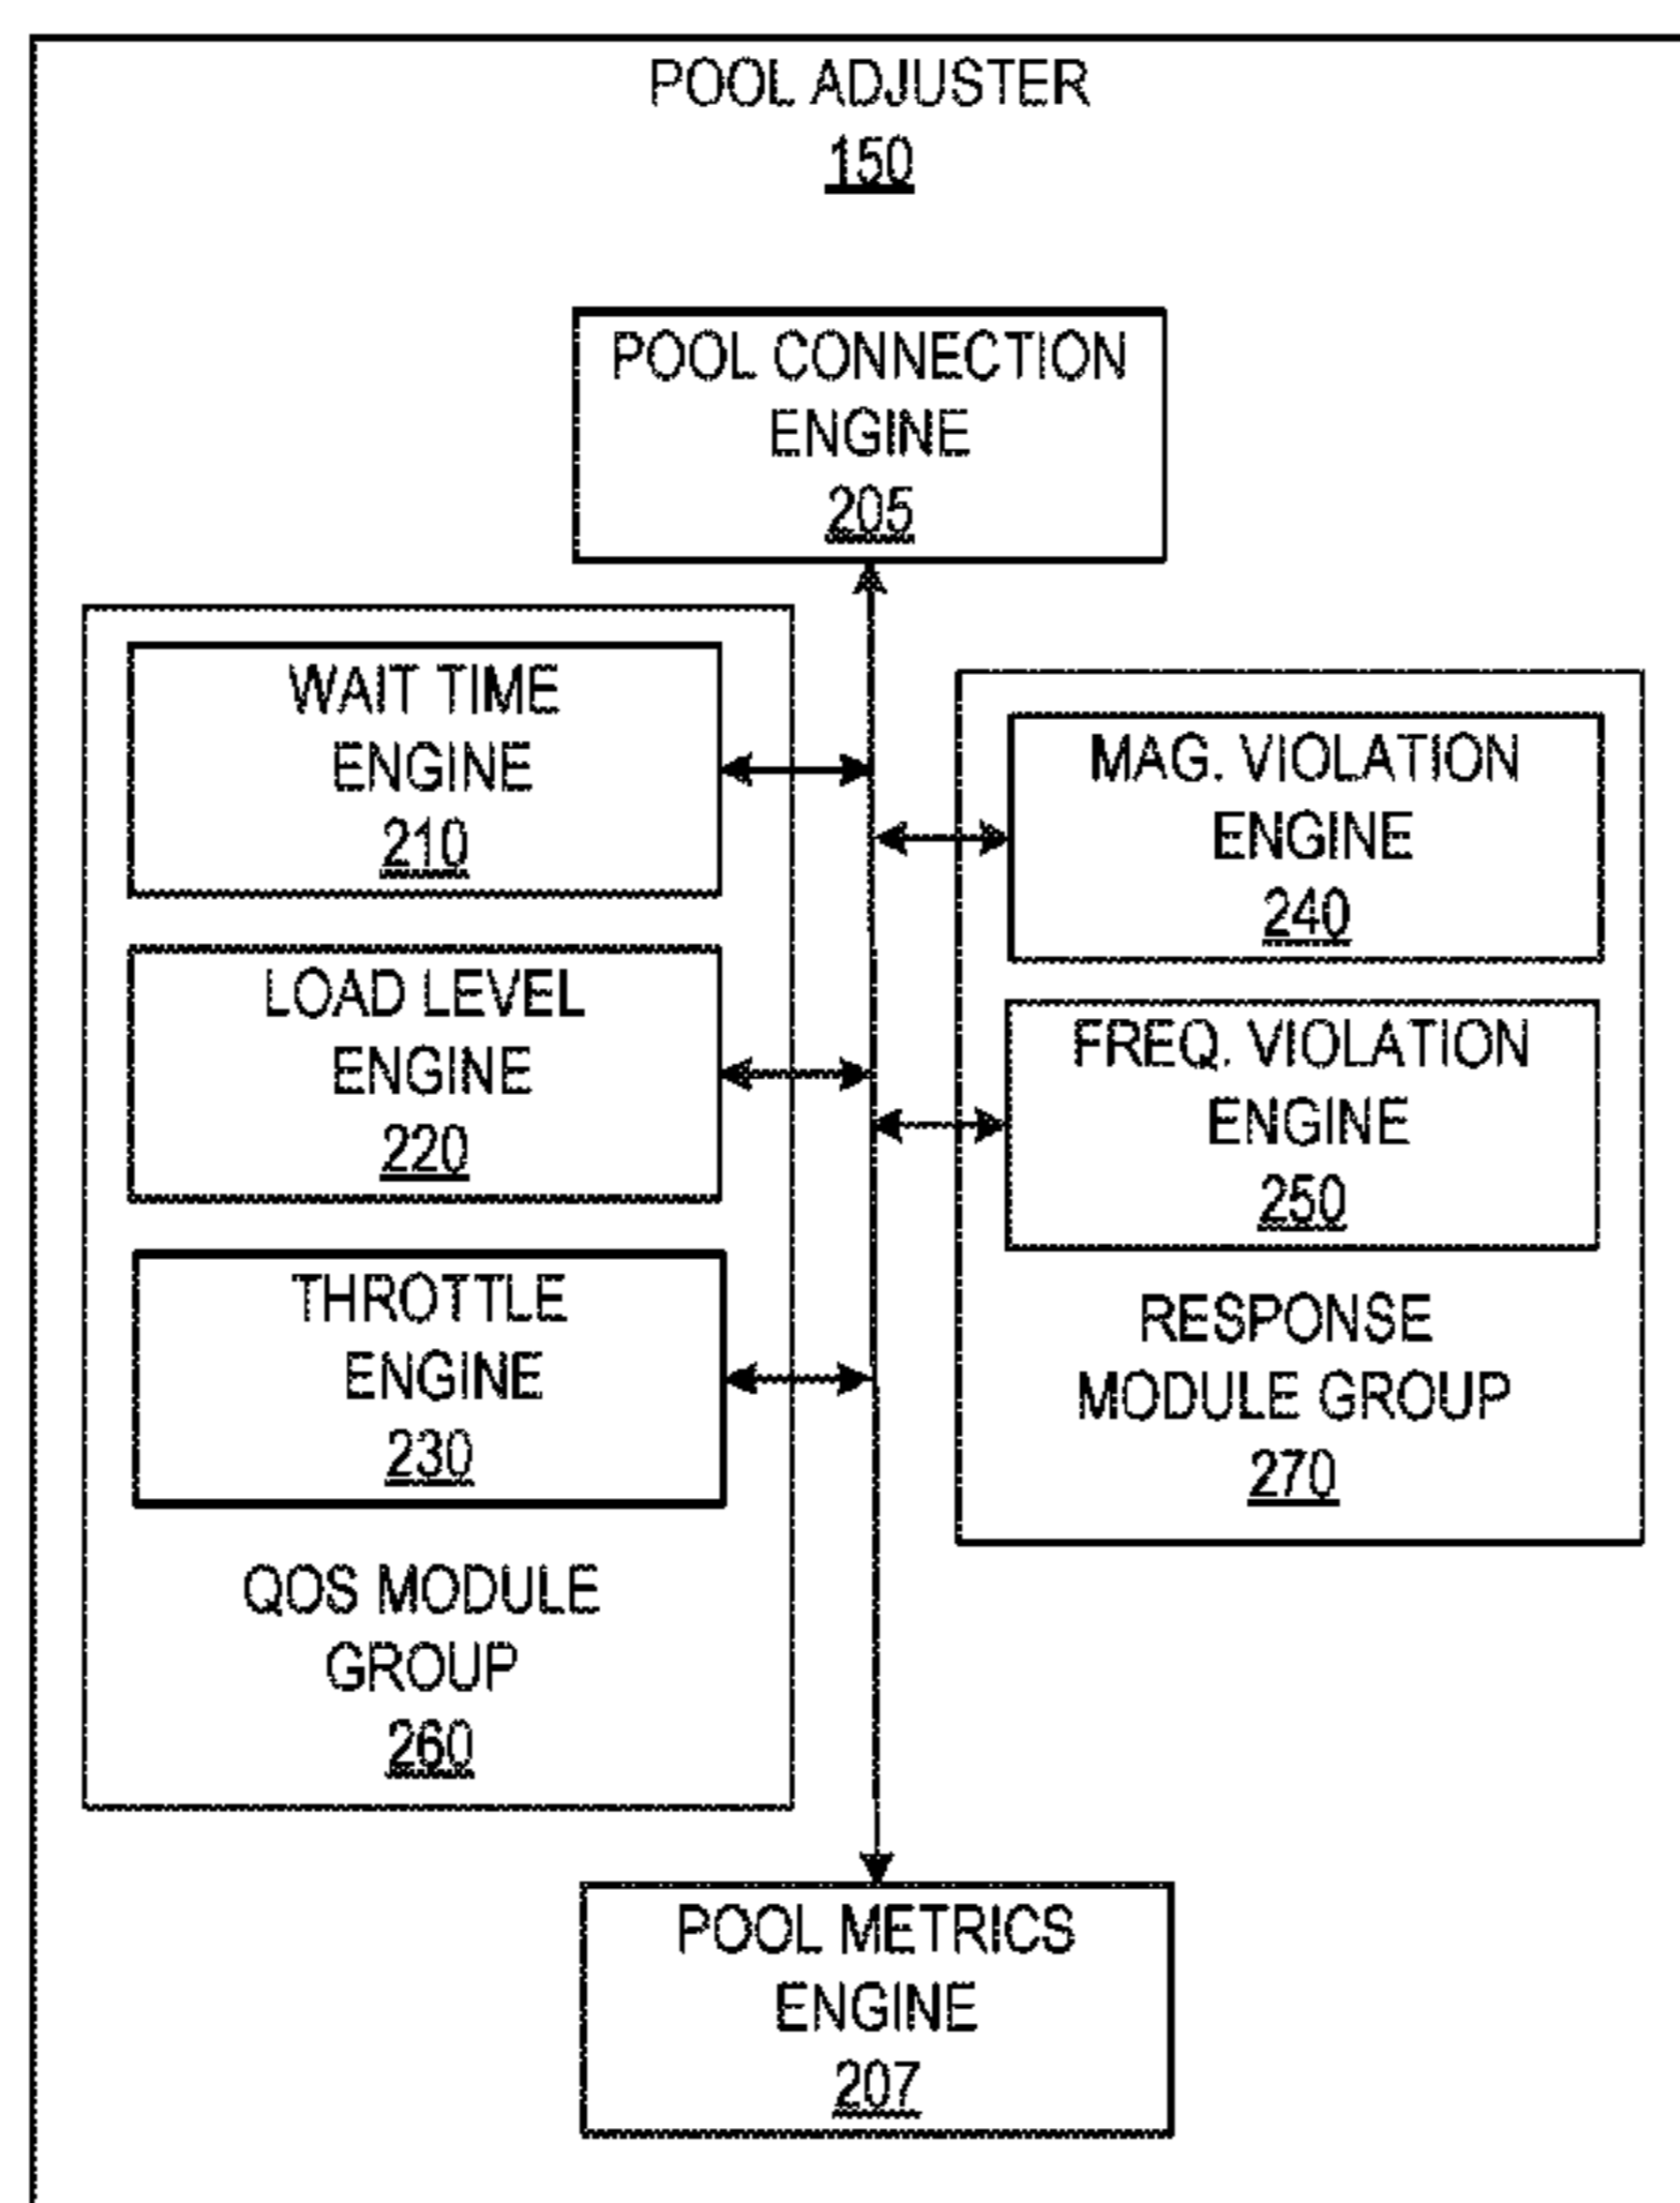 POOL ADJUSTER
150
POOL CONNECTION
ENGINE
205
WAIT TIME
ENGINE
210
LOAD LEVEL
ENGINE
220
THROTTLE
ENGINE
230
QOS MODULE
GROUP
260
MAG. VIOLATION
ENGINE
240
FREQ. VIOLATION
ENGINE
250
RESPONSE
MODULE GROUP
270
POOL METRICS
ENGINE
207